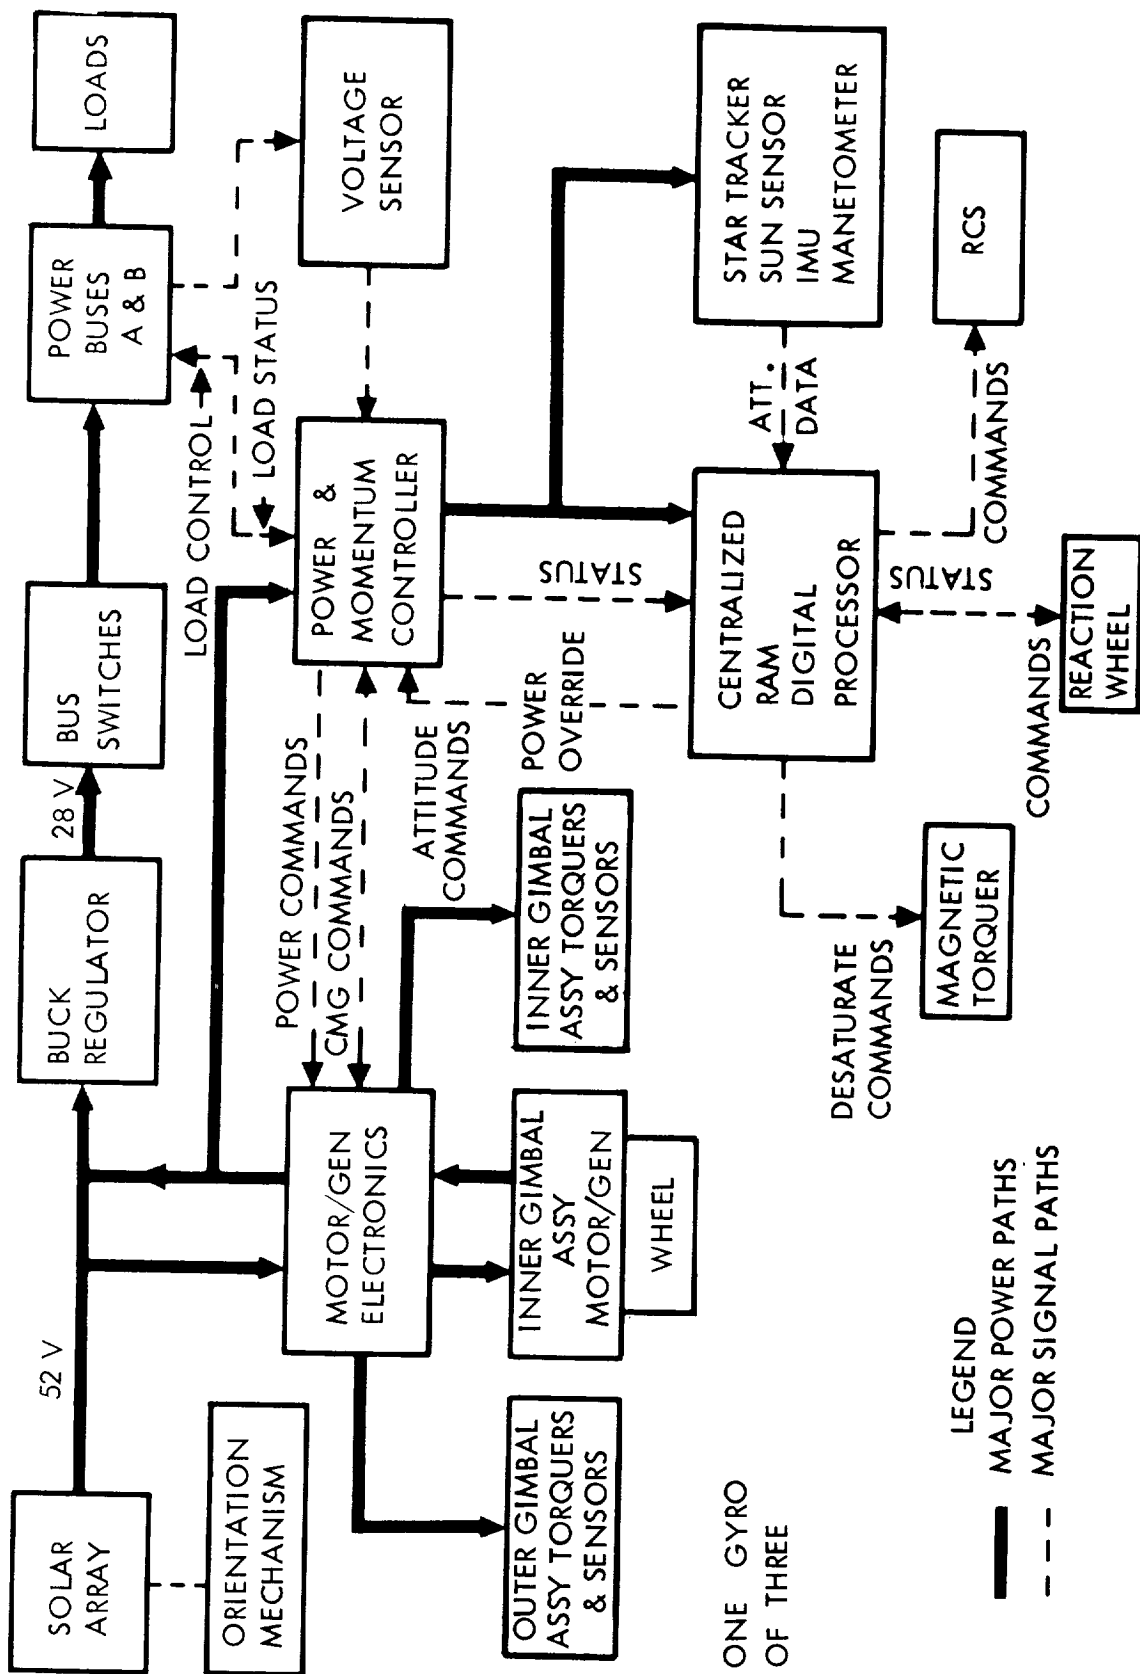 SOLAR
ARRAY
52 V
BUCK
REGULATOR
28 V
BUS
SWITCHES
POWER
BUSES
A & B
LOADS
ORIENTATION
MECHANISM
LOAD CONTROL
LOAD STATUS
VOLTAGE
SENSOR
MOTOR/GEN
ELECTRONICS
POWER COMMANDS
CMG COMMANDS
POWER &
MOMENTUM
CONTROLLER
ATTITUDE
COMMANDS
POWER
OVERRIDE
STATUS
OUTER GIMBAL
ASSY TORQUERS
& SENSORS
INNER GIMBAL
ASSY
MOTOR/GEN
WHEEL
INNER GIMBAL
ASSY TORQUERS
& SENSORS
CENTRALIZED
RAM
DIGITAL
PROCESSOR
ATT.
DATA
STAR TRACKER
SUN SENSOR
IMU
MANETOMETER
ONE GYRO
OF THREE
DESATURATE
COMMANDS
MAGNETIC
TORQUER
COMMANDS
STATUS
REACTION
WHEEL
COMMANDS
RCS
LEGEND
MAJOR POWER PATHS
MAJOR SIGNAL PATHS